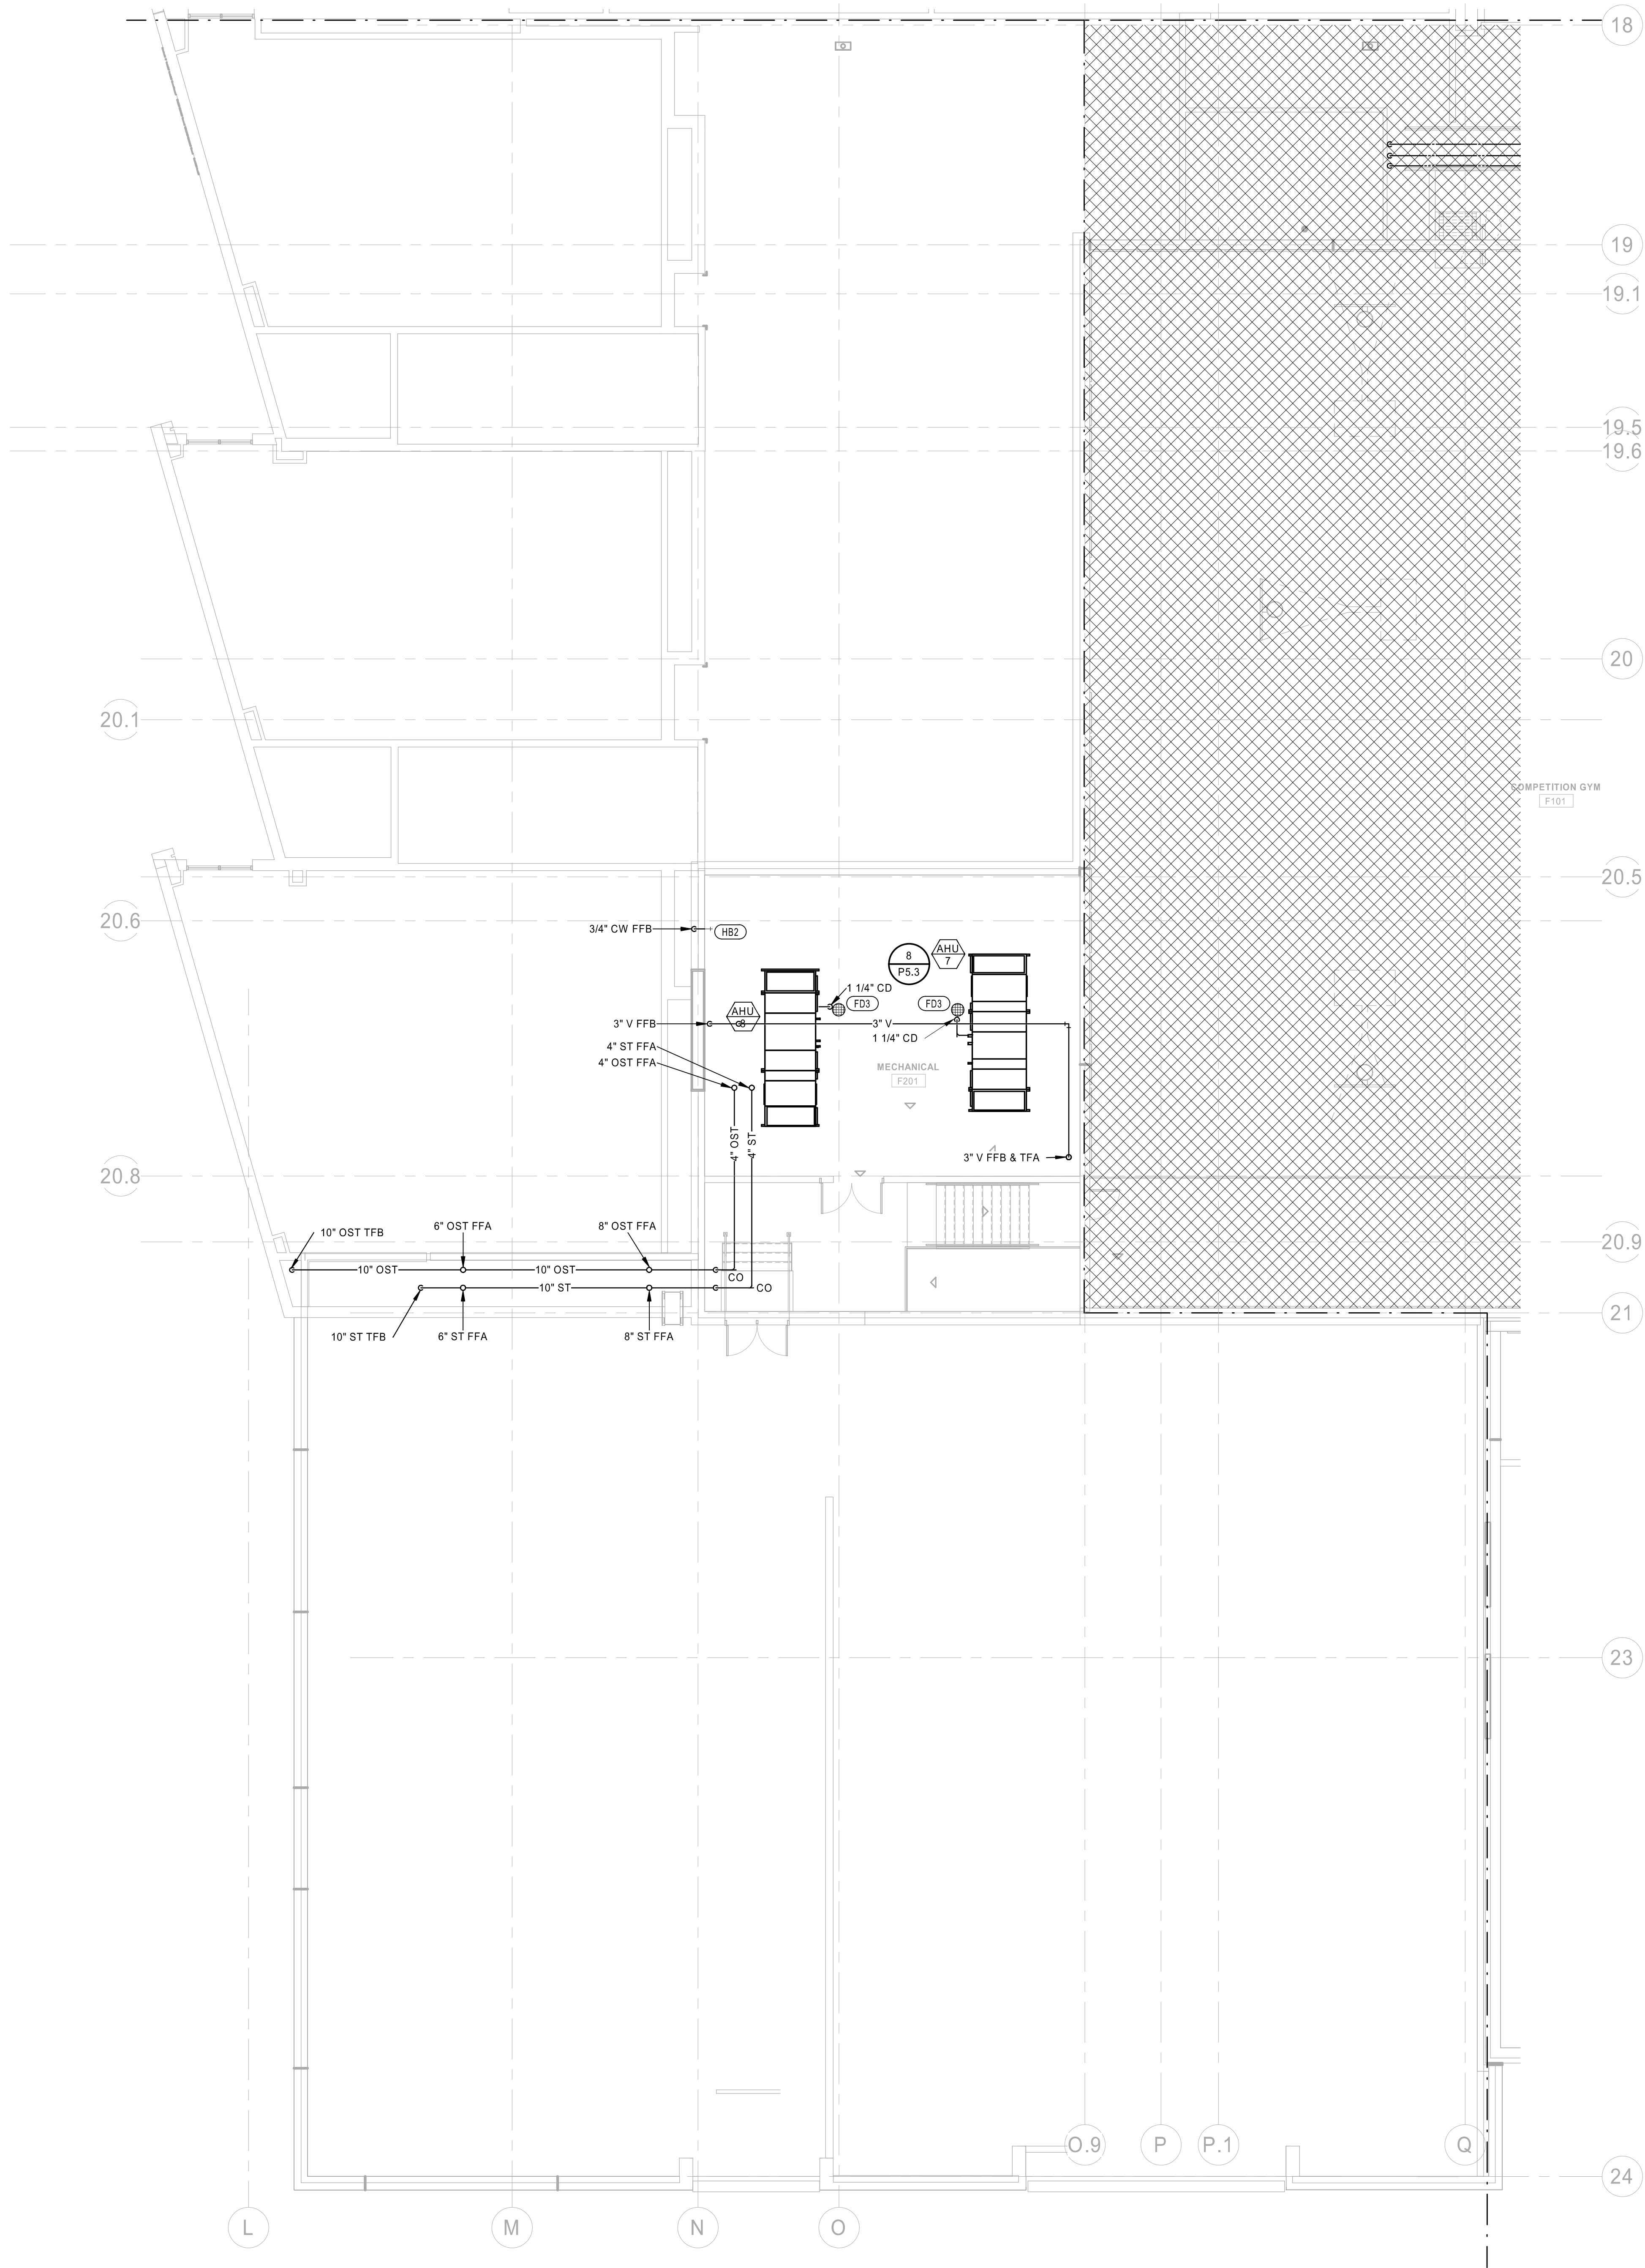 18
19
19.1
19.5
19.6
20
20.1
COMPETITION GYM
F101
20.5
20.6
3/4" CW FFB
HB2
8
P5.3
AHU
7
1 1/4" CD
FD3
FD3
AHU
8
3" V FFB
3" V
1 1/4" CD
4" ST FFA
4" OST FFA
MECHANICAL
F201
4" OST
4" ST
3" V FFB & TFA
20.8
10" OST TFB
6" OST FFA
8" OST FFA
20.9
10" OST
10" OST
CO
10" ST
CO
10" ST TFB
6" ST FFA
8" ST FFA
21
23
O.9
P
P.1
Q
24
L
M
N
O